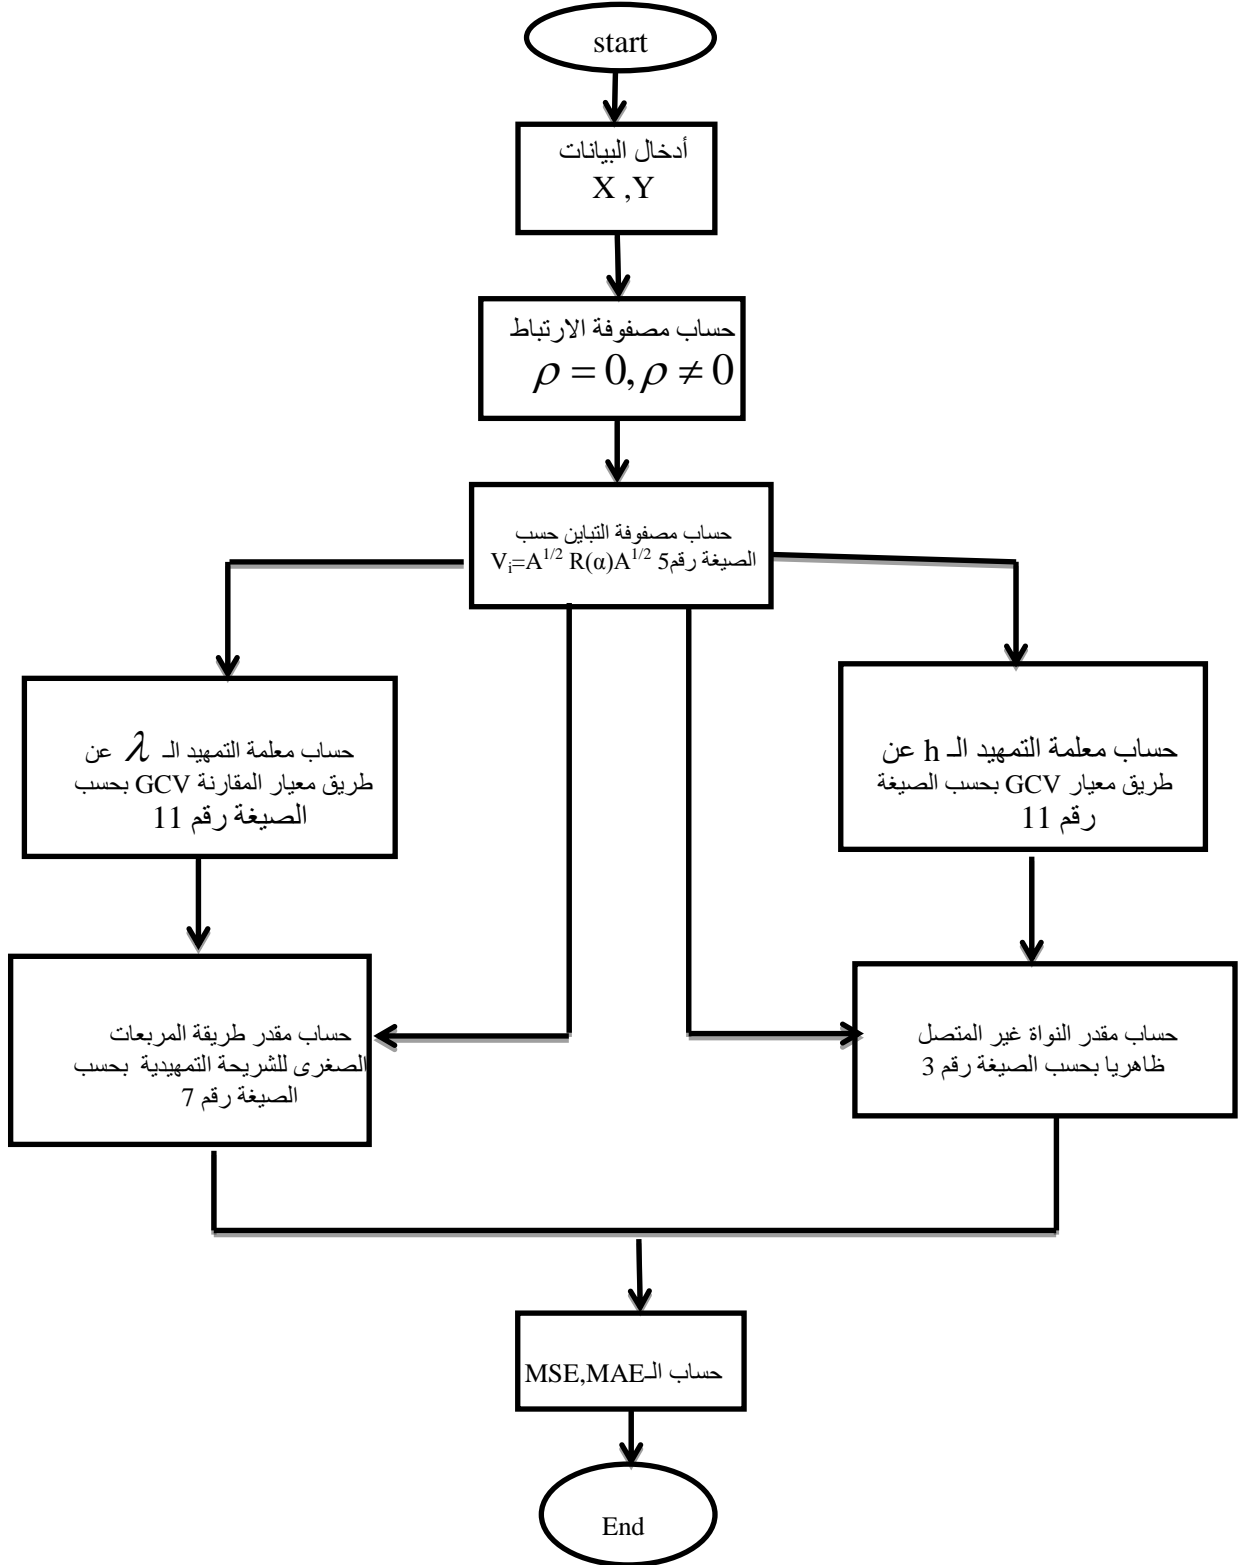 start
أدخال البيانات
X ,Y
حساب مصفوفة الارتباط
ρ = 0, ρ ≠ 0
حساب مصفوفة التباين حسب
الصيغة رقم5 Vᵢ=A^1/2 R(α)A^1/2
حساب معلمة التمهيد الـ h عن
طريق معيار GCV بحسب الصيغة
رقم 11
حساب معلمة التمهيد الـ λ عن
طريق معيار المقارنة GCV بحسب
الصيغة رقم 11
حساب مقدر النواة غير المتصل
ظاهريا بحسب الصيغة رقم 3
حساب مقدر طريقة المربعات
الصغرى للشريحة التمهيدية بحسب
الصيغة رقم 7
حساب الـMSE,MAE
End